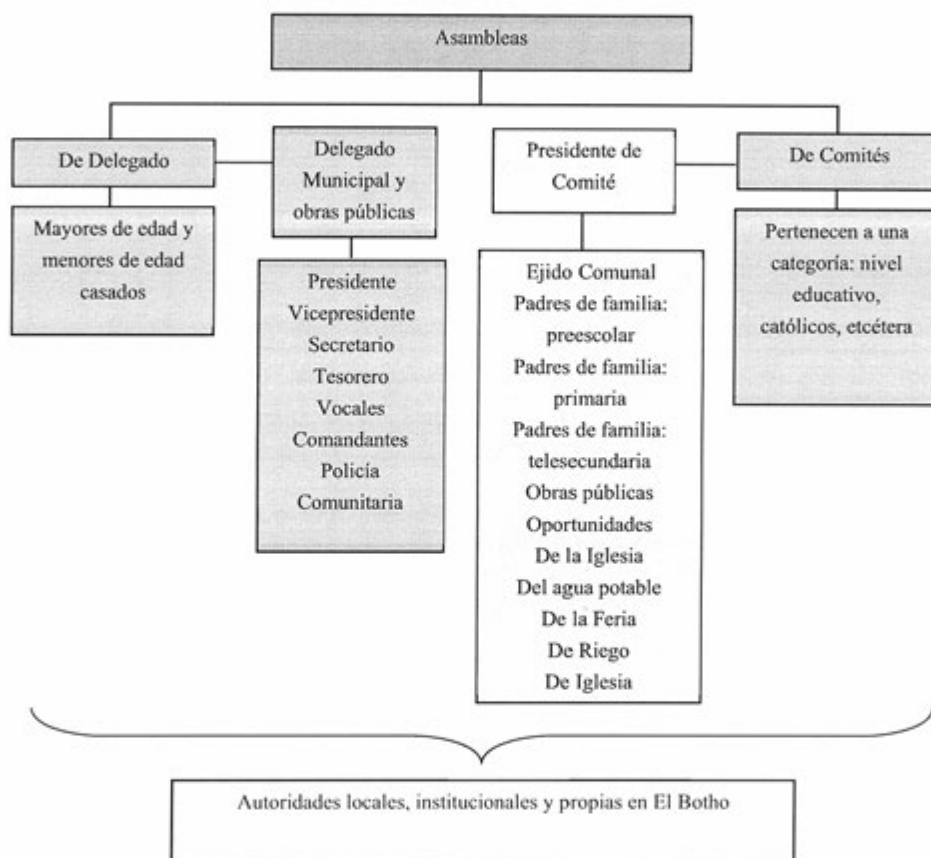 Asambleas
De Delegado
Mayores de edad y
menores de edad
casados
Delegado
Municipal y
obras públicas
Presidente
Vicepresidente
Secretario
Tesorero
Vocales
Comandantes
Policía
Comunitaria
Presidente de
Comité
Ejido Comunal
Padres de familia:
preescolar
Padres de familia:
primaria
Padres de familia:
telesecundaria
Obras públicas
Oportunidades
De la Iglesia
Del agua potable
De la Feria
De Riego
De Iglesia
De Comités
Pertenecen a una
categoría: nivel
educativo,
católicos, etcétera
Autoridades locales, institucionales y propias en El Botho